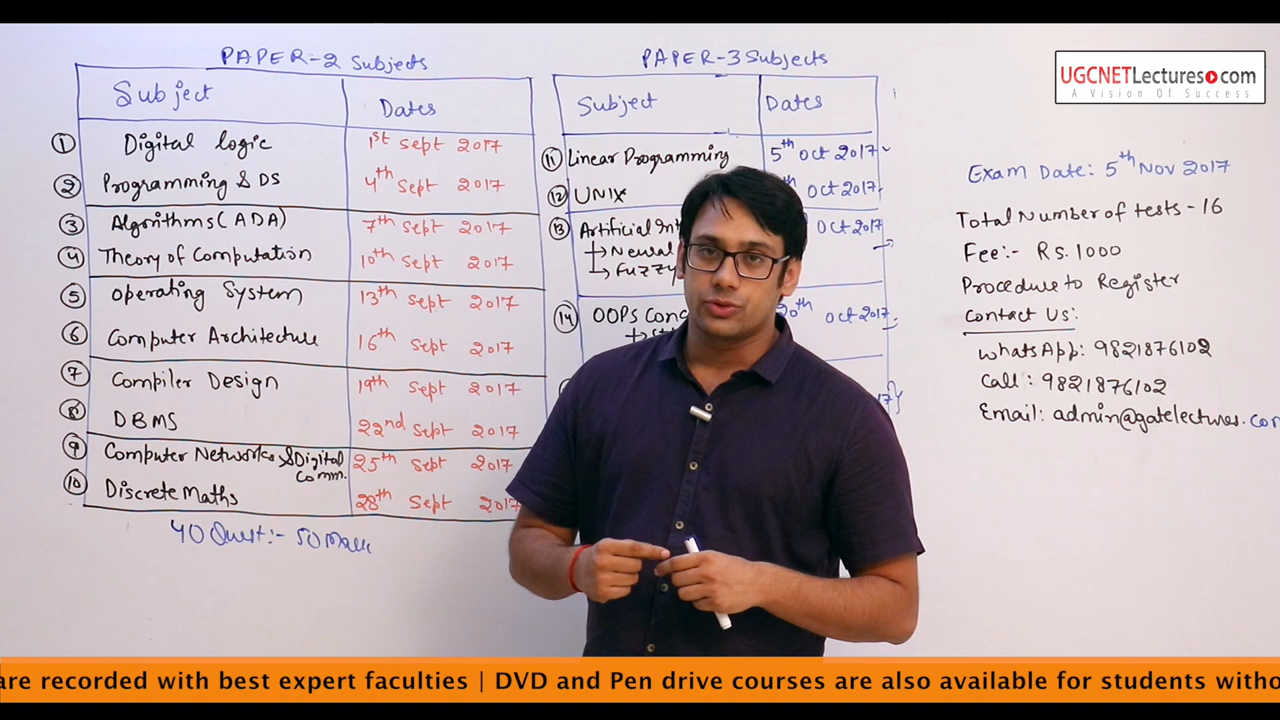 PAPER-2 Subjects
Subject Dates
1 Digital logic 1st Sept 2017
2 Programming & DS 4th Sept 2017
3 Algorithms (ADA) 7th Sept 2017
4 Theory of Computation 10th Sept 2017
5 Operating System 13th Sept 2017
6 Computer Architecture 16th Sept 2017
7 Compiler Design 19th Sept 2017
8 DBMS 22nd Sept 2017
9 Computer Networks & Digital Comm. 25th Sept 2017
10 Discrete Maths 28th Sept 2017
40 Quest:- 50 Marks
PAPER-3 Subjects
Subject Dates
11 Linear Programming 5th Oct 2017
12 UNIX th Oct 2017
13 Artificial Int Oct 2017
→ Neural
→ Fuzzy
14 OOPs Conc 20th Oct 2017
17
UGCNETLectures.com
A Vision Of Success
Exam Date: 5th Nov 2017
Total Number of tests - 16
Fee:- Rs. 1000
Procedure to Register
Contact Us:
WhatsApp: 9821876102
Call: 9821876102
Email: admin@gatelectures.com
are recorded with best expert faculties | DVD and Pen drive courses are also available for students witho